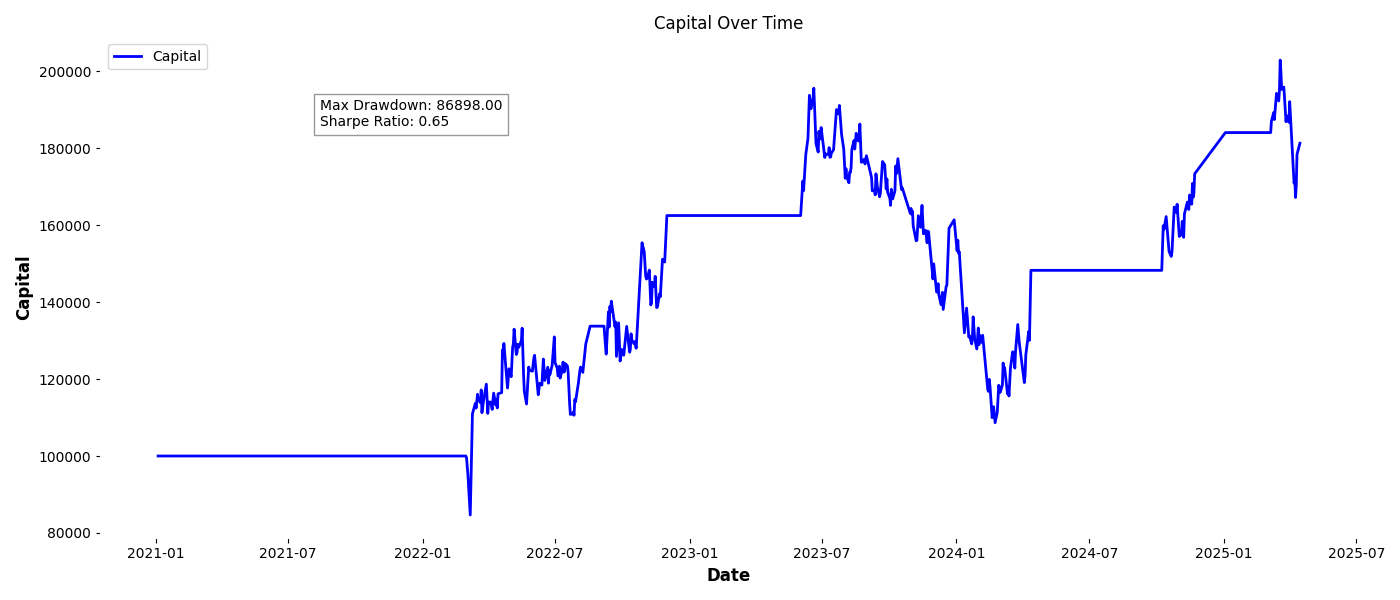 Capital Over Time
Capital
Max Drawdown: 86898.00
Sharpe Ratio: 0.65
Capital
200000
180000
160000
140000
120000
100000
80000
2021-01
2021-07
2022-01
2022-07
2023-01
2023-07
2024-01
2024-07
2025-01
2025-07
Date